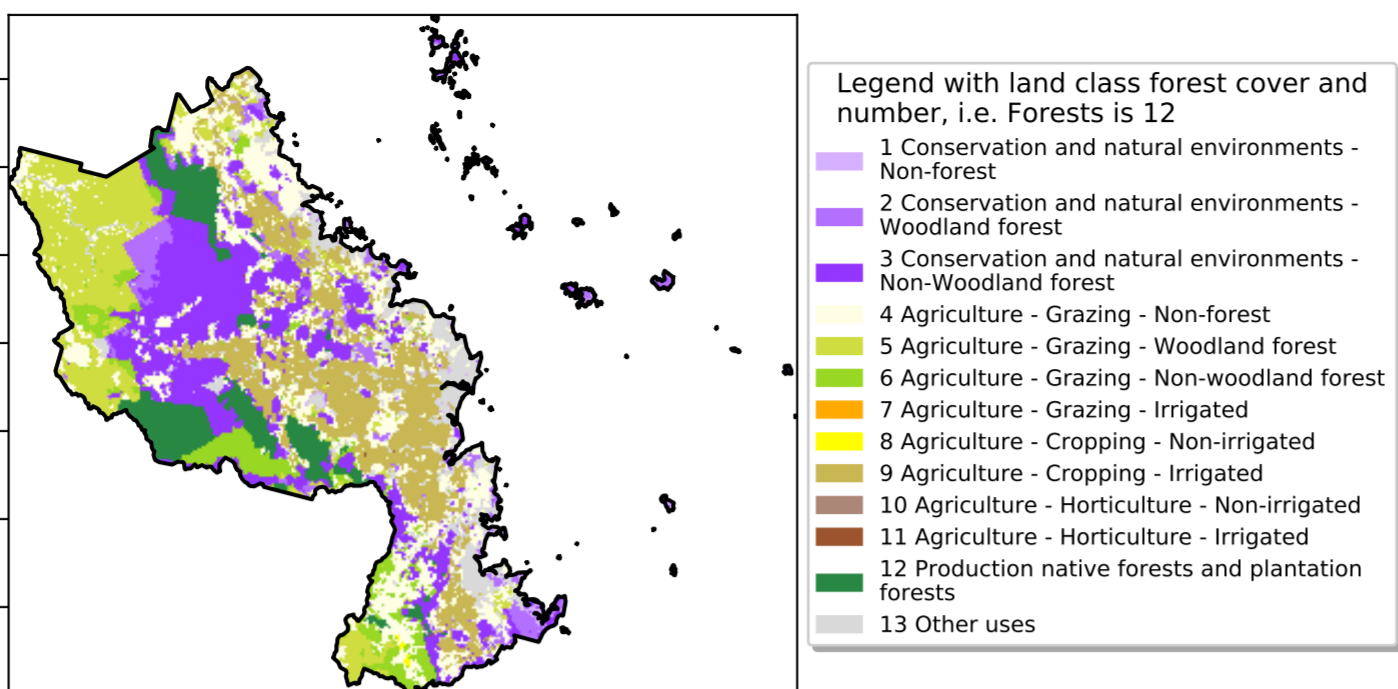 Legend with land class forest cover and
number, i.e. Forests is 12
1 Conservation and natural environments -
Non-forest
2 Conservation and natural environments -
Woodland forest
3 Conservation and natural environments -
Non-Woodland forest
4 Agriculture - Grazing - Non-forest
5 Agriculture - Grazing - Woodland forest
6 Agriculture - Grazing - Non-woodland forest
7 Agriculture - Grazing - Irrigated
8 Agriculture - Cropping - Non-irrigated
9 Agriculture - Cropping - Irrigated
10 Agriculture - Horticulture - Non-irrigated
11 Agriculture - Horticulture - Irrigated
12 Production native forests and plantation
forests
13 Other uses